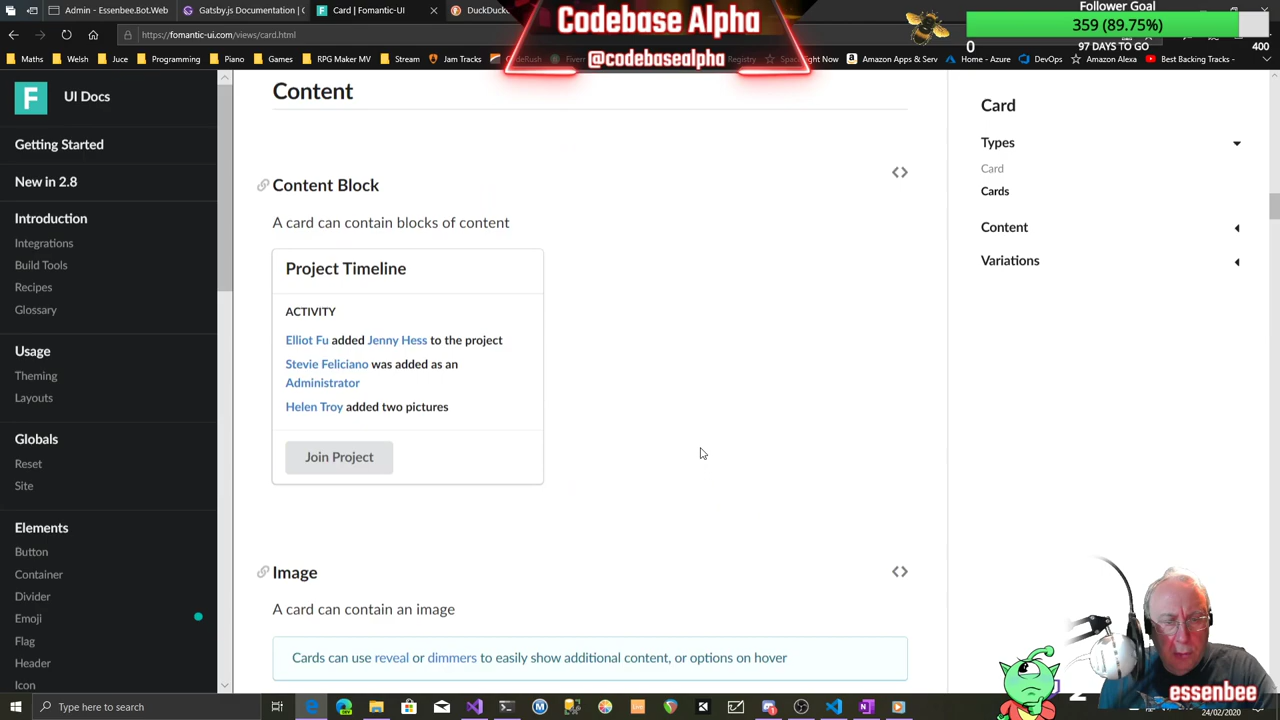 Admin - Essenbee.Bot.Web
Gatsby.js Documentation | G
Card | Fomantic-UI
DuckDuc
Codebase Alpha
@codebasealpha
Follower Goal
359 (89.75%)
0
97 DAYS TO GO
400
https://fomantic-ui.com/views/card.html
Maths
Welsh
Juce
Programming
Piano
Games
RPG Maker MV
Stream
Jam Tracks
CodeRush
Fiverr
Registry
Amazon Apps & Serv
Home - Azure
DevOps
Amazon Alexa
Best Backing Tracks -
UI Docs
Getting Started
New in 2.8
Introduction
Integrations
Build Tools
Recipes
Glossary
Usage
Theming
Layouts
Globals
Reset
Site
Elements
Button
Container
Divider
Emoji
Flag
Header
Icon
Content
Content Block
A card can contain blocks of content
Project Timeline
ACTIVITY
Elliot Fu added Jenny Hess to the project
Stevie Feliciano was added as an
Administrator
Helen Troy added two pictures
Join Project
Image
A card can contain an image
Cards can use reveal or dimmers to easily show additional content, or options on hover
Card
Types
Card
Cards
Content
Variations
essenbee
Type here to search
24/02/2020